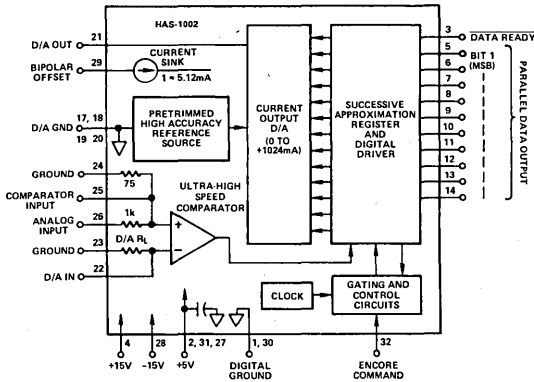 HAS-1002
D/A OUT 21
BIPOLAR OFFSET 29
CURRENT SINK
1 = 5.12mA
17, 18
D/A GND
19 20
PRETRIMMED HIGH ACCURACY REFERENCE SOURCE
CURRENT OUTPUT D/A (0 TO +1024mA)
SUCCESSIVE APPROXIMATION REGISTER AND DIGITAL DRIVER
3 DATA READY
5 BIT 1 (MSB)
6
7
8
9
10
11
12
13
14
PARALLEL DATA OUTPUT
GROUND 24
75
COMPARATOR INPUT 25
ANALOG INPUT 26
1k
GROUND 23
D/A RL
D/A IN 22
ULTRA-HIGH SPEED COMPARATOR
+
−
CLOCK
GATING AND CONTROL CIRCUITS
4
+15V
28
-15V
2, 31, 27
+5V
1, 30
DIGITAL GROUND
32
ENCORE COMMAND